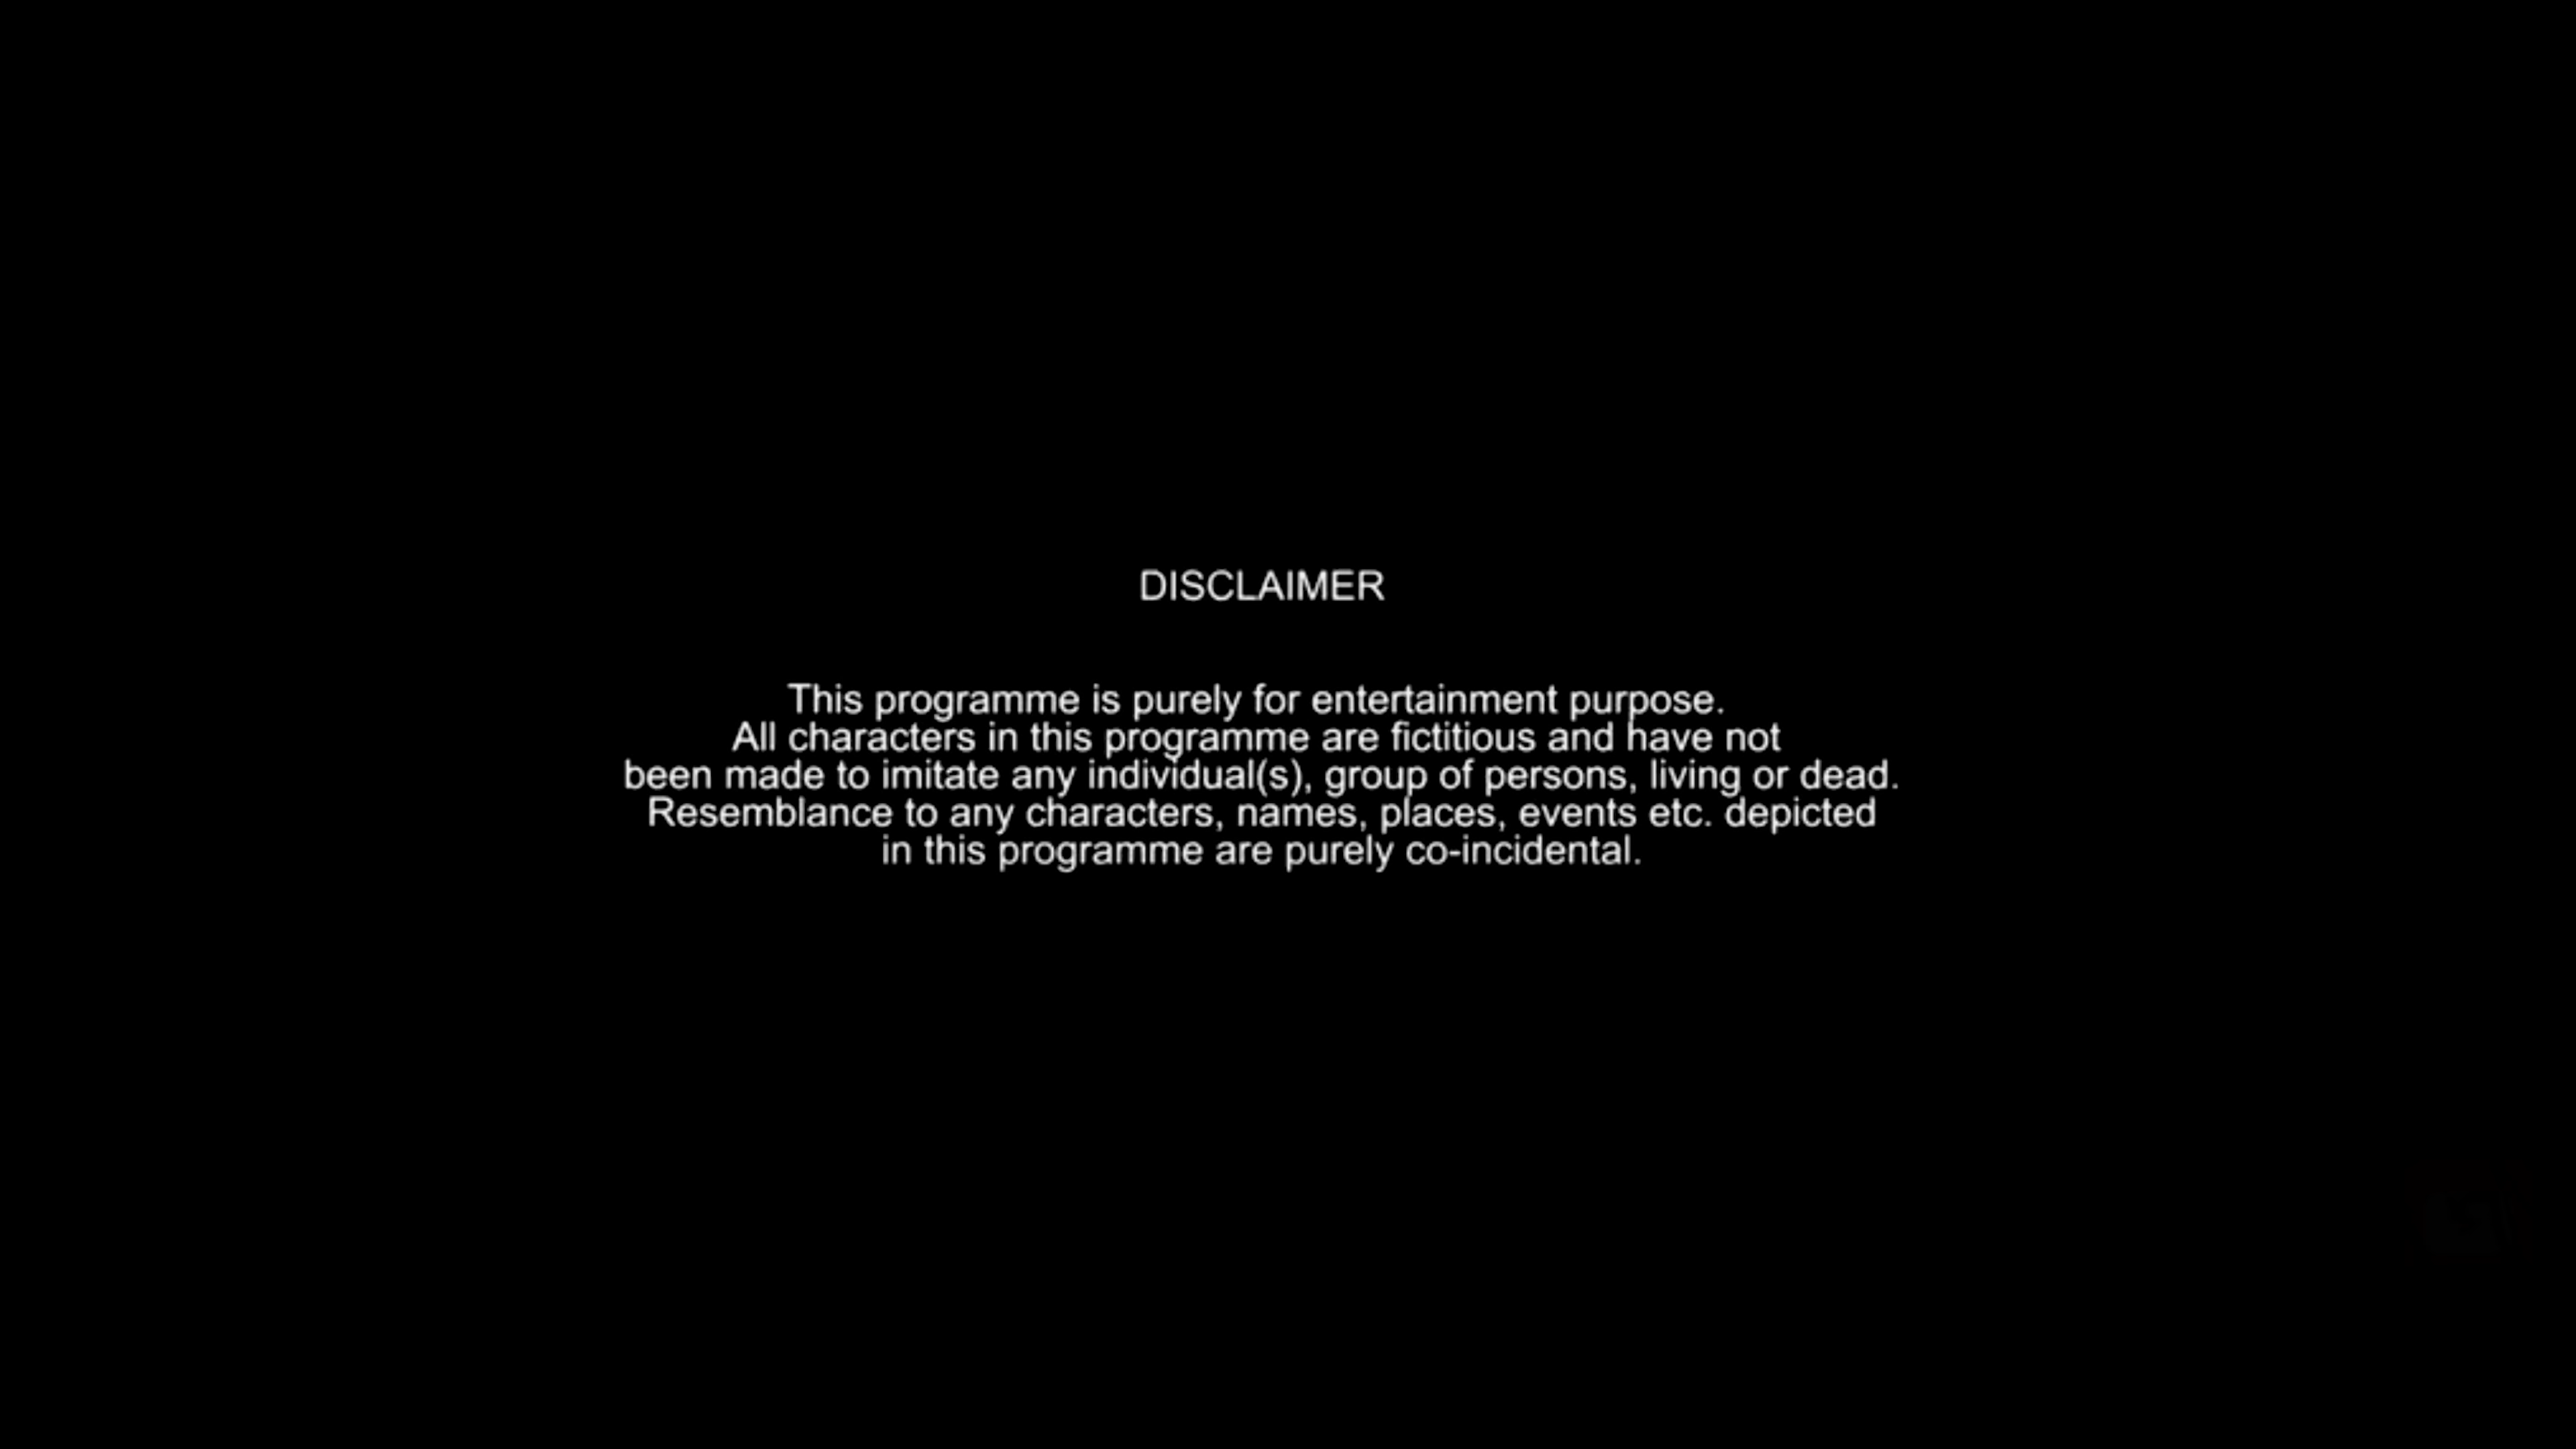 DISCLAIMER
This programme is purely for entertainment purpose.
All characters in this programme are fictitious and have not
been made to imitate any individual(s), group of persons, living or dead.
Resemblance to any characters, names, places, events etc. depicted
in this programme are purely co-incidental.